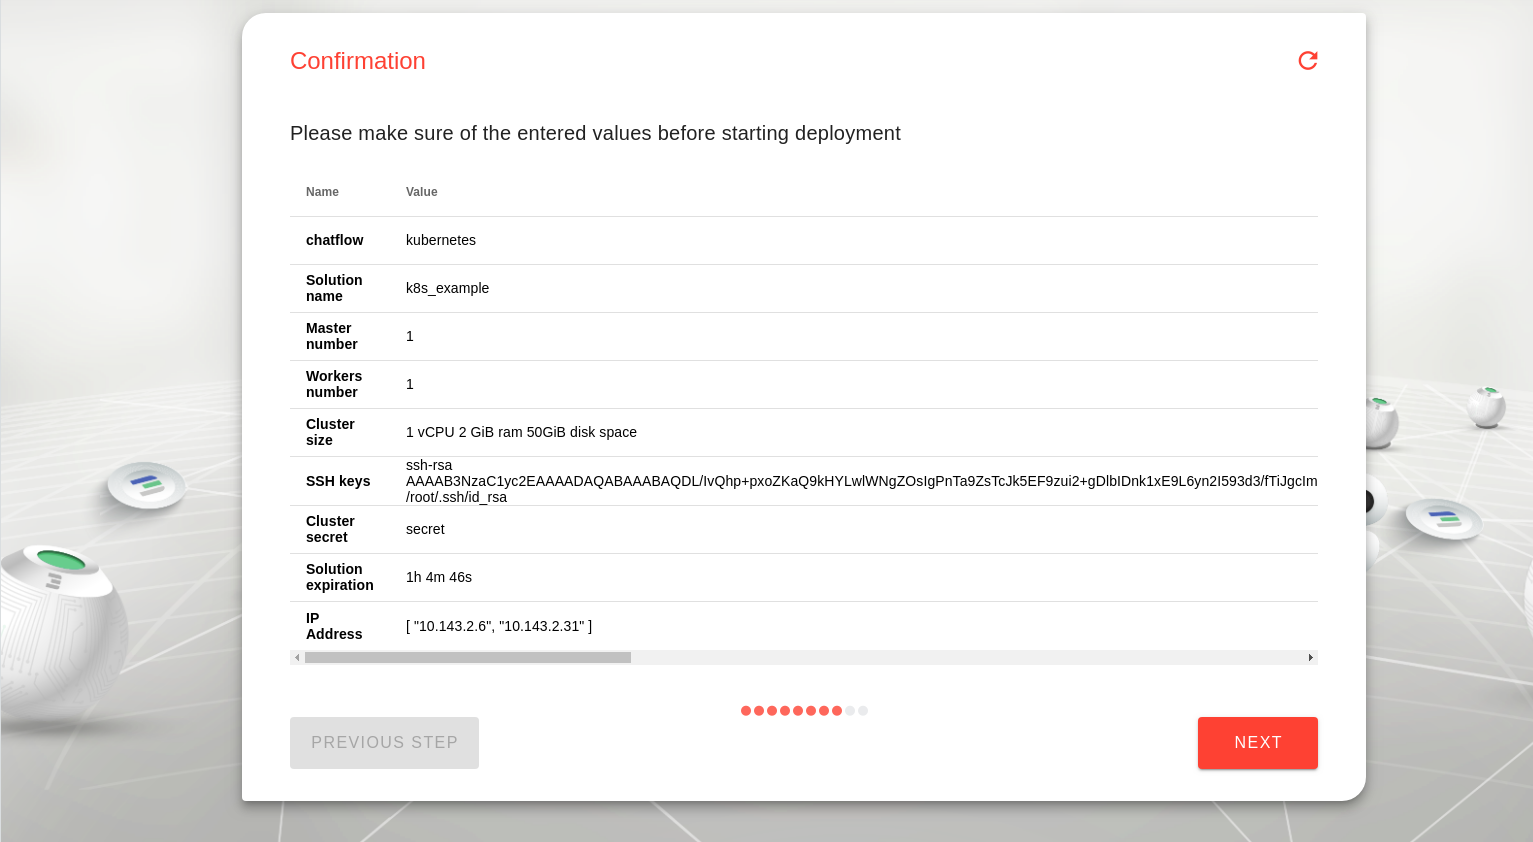 Confirmation
Please make sure of the entered values before starting deployment
Name Value
chatflow kubernetes
Solution name k8s_example
Master number 1
Workers number 1
Cluster size 1 vCPU 2 GiB ram 50GiB disk space
SSH keys ssh-rsa
AAAAB3NzaC1yc2EAAAADAQABAAABAQDL/IvQhp+pxoZKaQ9kHYLwlWNgZOsIgPnTa9ZsTcJk5EF9zui2+gDlbIDnk1xE9L6yn2I593d3/fTiJgcIm
/root/.ssh/id_rsa
Cluster secret secret
Solution expiration 1h 4m 46s
IP Address [ "10.143.2.6", "10.143.2.31" ]
PREVIOUS STEP
NEXT